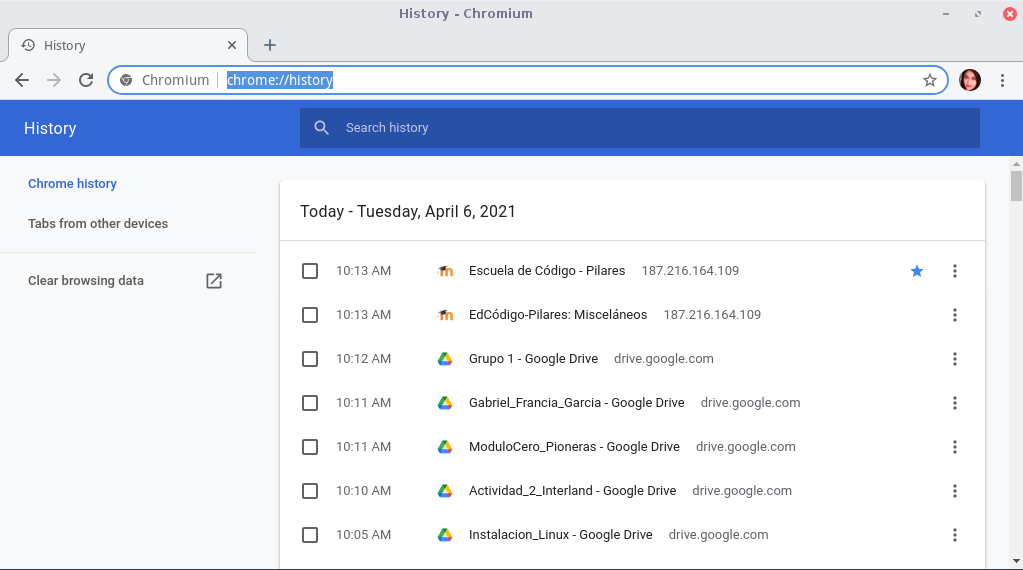 History - Chromium
History
Chromium chrome://history
History Search history
Chrome history
Tabs from other devices
Clear browsing data
Today - Tuesday, April 6, 2021
10:13 AM Escuela de Código - Pilares 187.216.164.109
10:13 AM EdCódigo-Pilares: Misceláneos 187.216.164.109
10:12 AM Grupo 1 - Google Drive drive.google.com
10:11 AM Gabriel_Francia_Garcia - Google Drive drive.google.com
10:11 AM ModuloCero_Pioneras - Google Drive drive.google.com
10:10 AM Actividad_2_Interland - Google Drive drive.google.com
10:05 AM Instalacion_Linux - Google Drive drive.google.com